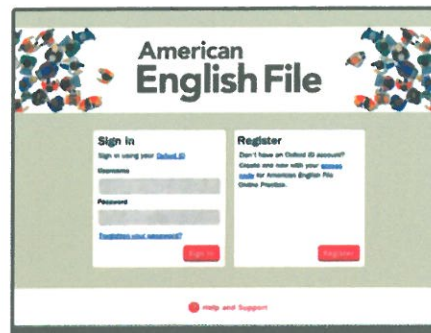 American
English File
Sign in
Sign in using your Oxford ID
Username
Password
Forgotten your password?
Sign in
Register
Don't have an Oxford ID account?
Create one now with your access
code for American English File
Online Practice.
Register
Help and Support